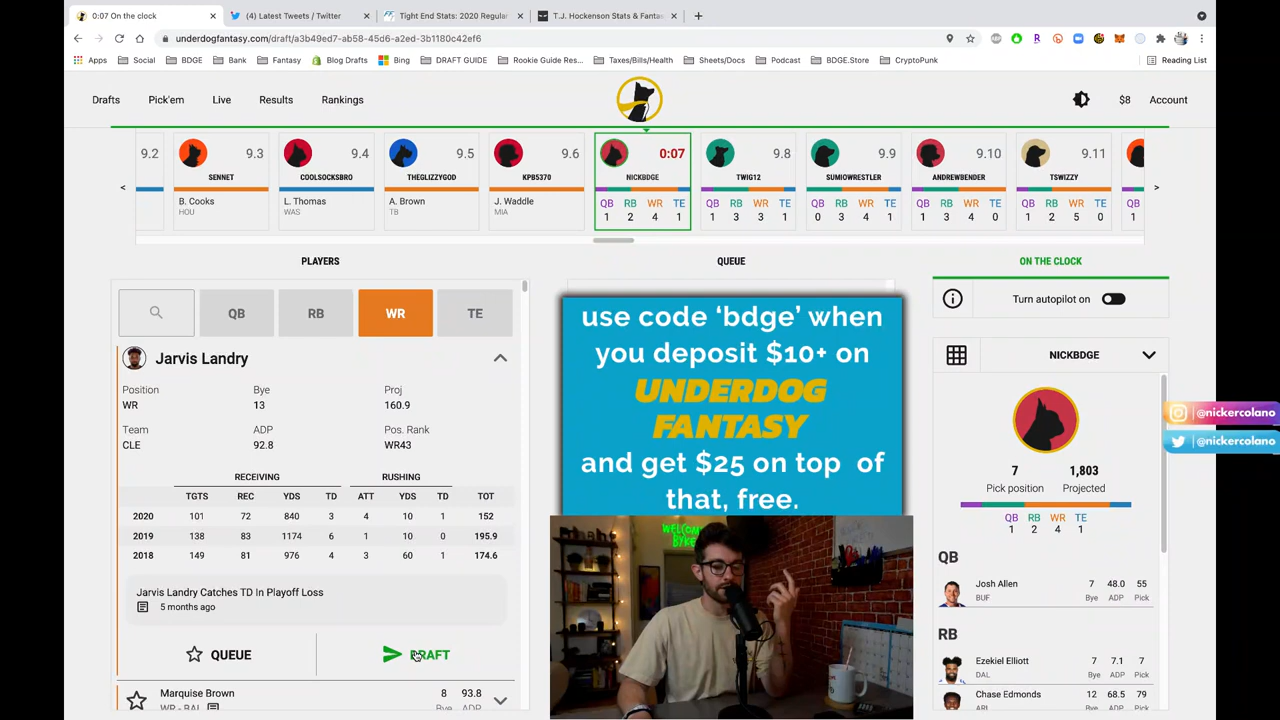 0:07 On the clock
(4) Latest Tweets / Twitter
Tight End Stats: 2020 Regular
T.J. Hockenson Stats & Fantas
underdogfantasy.com/draft/a3b49ed7-ab58-45d6-a2ed-3b1180c42ef6
Apps Social BDGE Bank Fantasy Blog Drafts Bing DRAFT GUIDE Rookie Guide Res... Taxes/Bills/Health Sheets/Docs Podcast BDGE.Store CryptoPunk Reading List
Drafts Pick'em Live Results Rankings $8 Account
9.2 9.3 9.4 9.5 9.6 0:07 9.8 9.9 9.10 9.11
SENNET COOLSOCKSBRO THEGLIZZYGOD KPB5370 NICKBDGE TWIG12 SUMIOWRESTLER ANDREWBENDER TSWIZZY
B. Cooks L. Thomas A. Brown J. Waddle QB RB WR TE QB RB WR TE QB RB WR TE QB RB WR TE QB RB WR TE QB
HOU WAS TB MIA 1 2 4 1 1 3 3 1 0 3 4 1 1 3 4 0 1 2 5 0 1
< >
PLAYERS QUEUE ON THE CLOCK
QB RB WR TE
Turn autopilot on
Jarvis Landry
Position Bye Proj
WR 13 160.9
Team ADP Pos. Rank
CLE 92.8 WR43
RECEIVING RUSHING
TGTS REC YDS TD ATT YDS TD TOT
2020 101 72 840 3 4 10 1 152
2019 138 83 1174 6 1 10 0 195.9
2018 149 81 976 4 3 60 1 174.6
Jarvis Landry Catches TD In Playoff Loss
5 months ago
QUEUE DRAFT
Marquise Brown 8 93.8
WR - BAL Bye ADP
use code 'bdge' when
you deposit $10+ on
UNDERDOG
FANTASY
and get $25 on top of
that, free.
WELCOME
NICKBDGE
7 1,803
Pick position Projected
QB RB WR TE
1 2 4 1
QB
Josh Allen 7 48.0 55
BUF Bye ADP Pick
RB
Ezekiel Elliott 7 7.1 7
DAL Bye ADP Pick
Chase Edmonds 12 68.5 79
ARI Bye ADP Pick
| @nickercolano
| @nickercolano